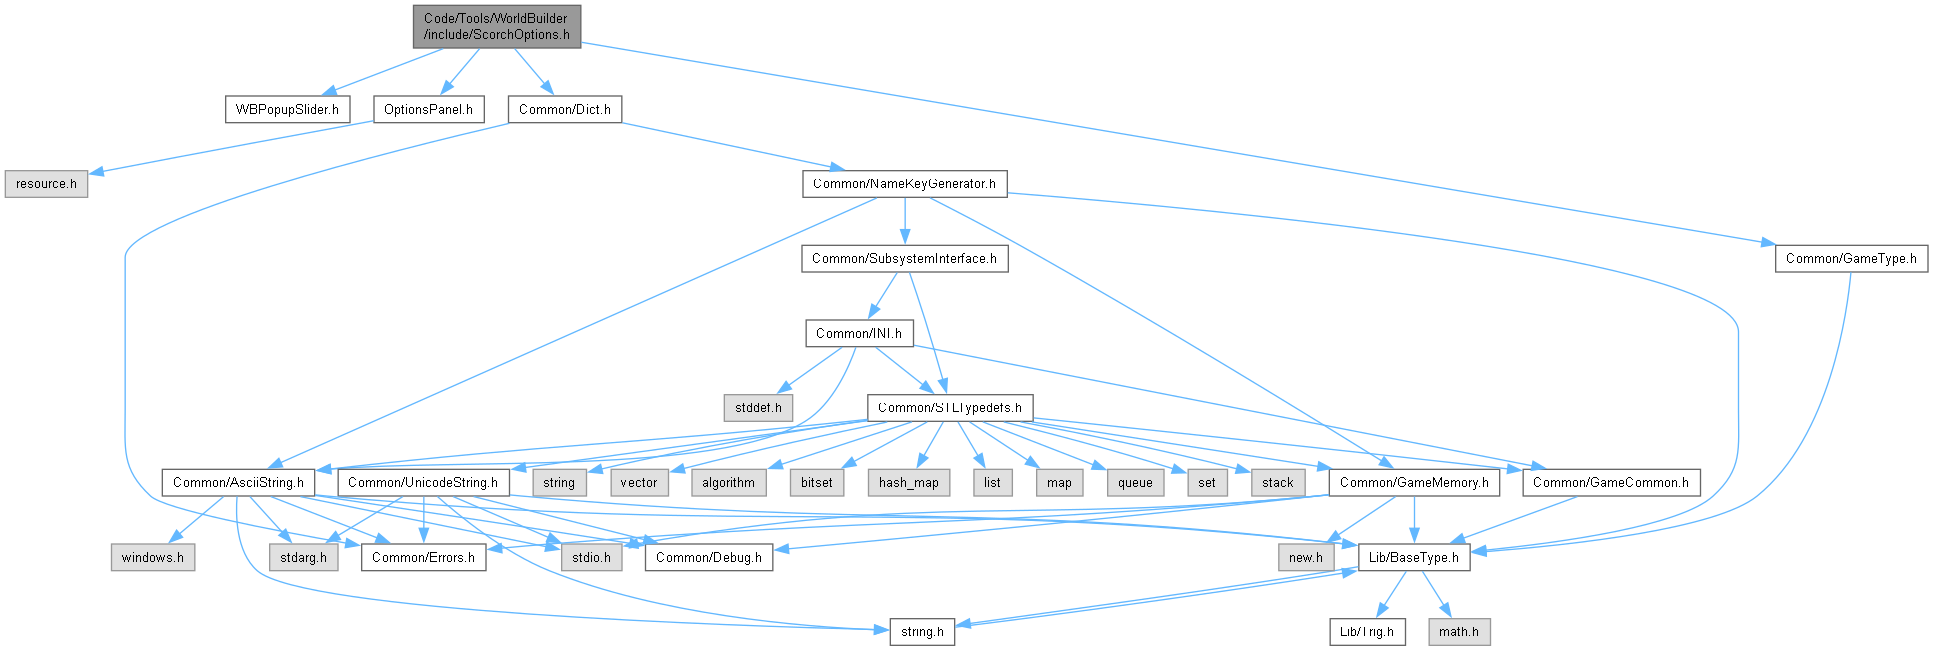 Code/Tools/WorldBuilder
/include/ScorchOptions.h
WBPopupSlider.h
OptionsPanel.h
Common/Dict.h
resource.h
Common/NameKeyGenerator.h
Common/SubsystemInterface.h
Common/GameType.h
Common/INI.h
stddef.h
Common/STLTypedefs.h
Common/AsciiString.h
Common/UnicodeString.h
string
vector
algorithm
bitset
hash_map
list
map
queue
set
stack
Common/GameMemory.h
Common/GameCommon.h
windows.h
stdarg.h
Common/Errors.h
stdio.h
Common/Debug.h
new.h
Lib/BaseType.h
string.h
Lib/Trig.h
math.h